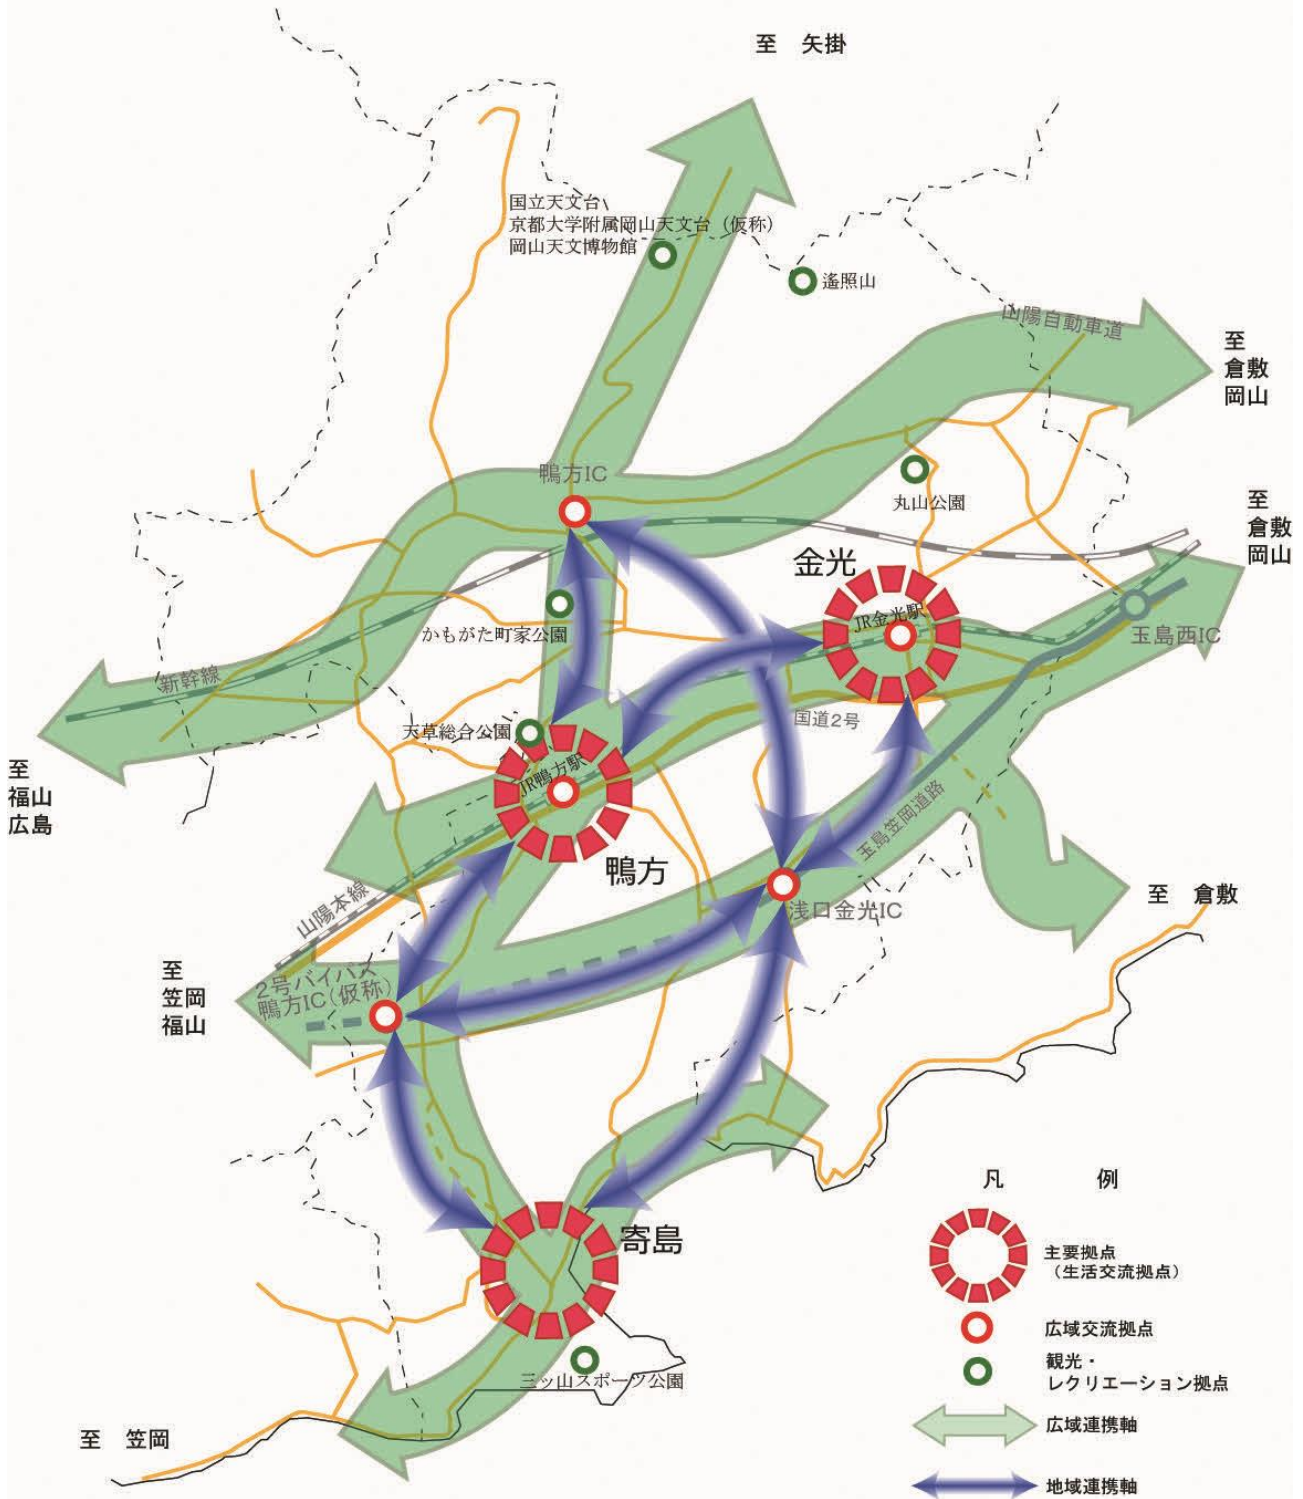 至 矢掛
国立天文台
京都大学附属岡山天文台（仮称）
岡山天文博物館
遙照山
山陽自動車道
至
倉敷
岡山
鴨方IC
丸山公園
至
倉敷
岡山
金光
JR金光駅
かもがた町家公園
玉島西IC
新幹線
国道2号
天草総合公園
JR鴨方駅
至
福山
広島
玉島笠岡道路
鴨方
山陽本線
浅口金光IC
至 倉敷
至
笠岡
福山
2号バイパス
鴨方IC（仮称）
寄島
三ッ山スポーツ公園
至 笠岡
凡 例
主要拠点
（生活交流拠点）
広域交流拠点
観光・
レクリエーション拠点
広域連携軸
地域連携軸